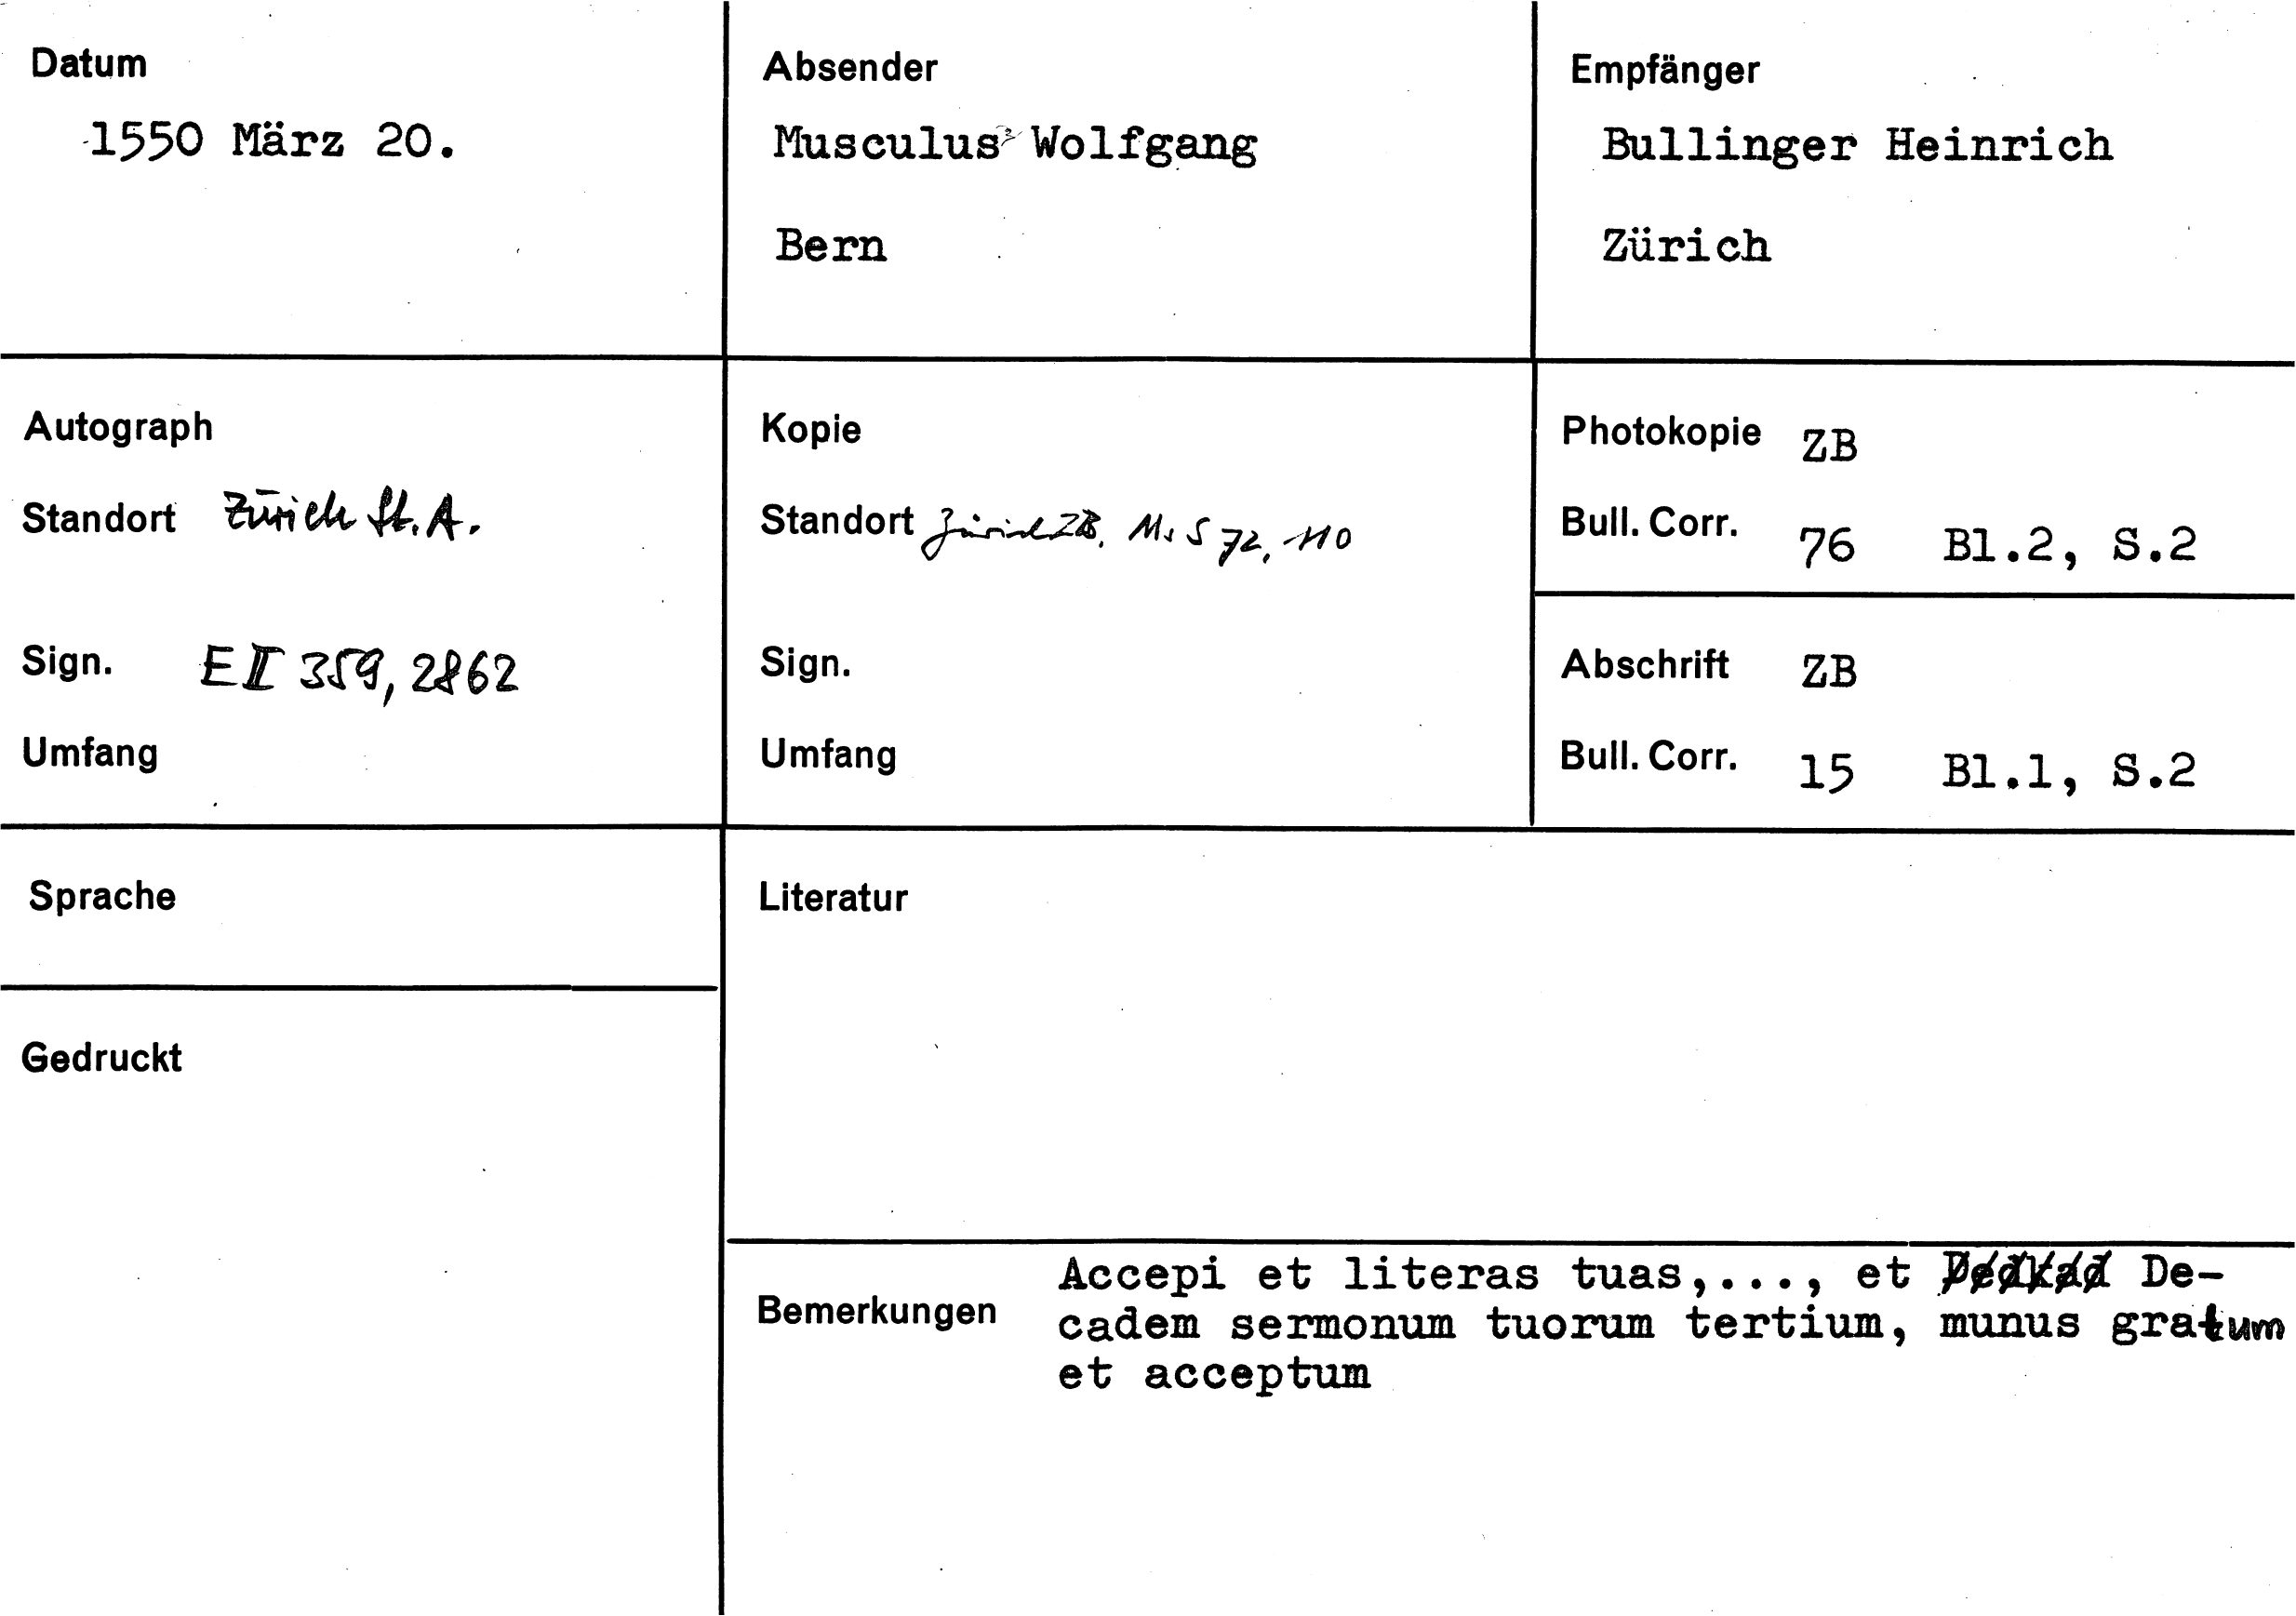 Datum
1550 März 20.
Absender
Musculus Wolfgang
Bern
Empfänger
Bullinger Heinrich
Zürich
Autograph
Standort Zürich St.A.
Sign. E II 359, 2862
Umfang
Kopie
Standort Zürich ZB, Ms S 72, 110
Sign.
Umfang
Photokopie ZB
Bull. Corr. 76 Bl.2, S.2
Abschrift ZB
Bull. Corr. 15 Bl.1, S.2
Sprache
Gedruckt
Literatur
Bemerkungen
Accepi et literas tuas,..., et De-
cadem sermonum tuorum tertium, munus gratum
et acceptum